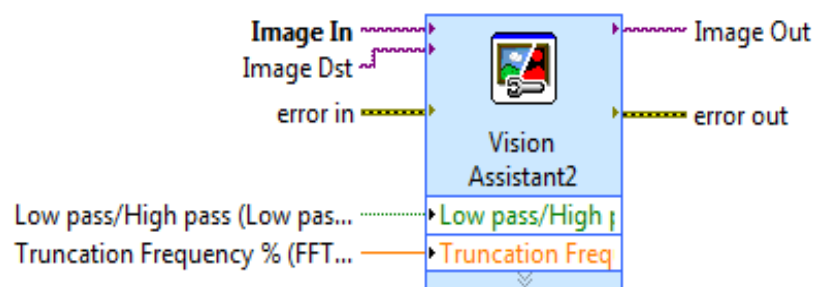 Image In
Image Out
Image Dst
error in
error out
Vision
Assistant2
Low pass/High pass (Low pas...
Low pass/High p
Truncation Frequency % (FFT...
Truncation Freq